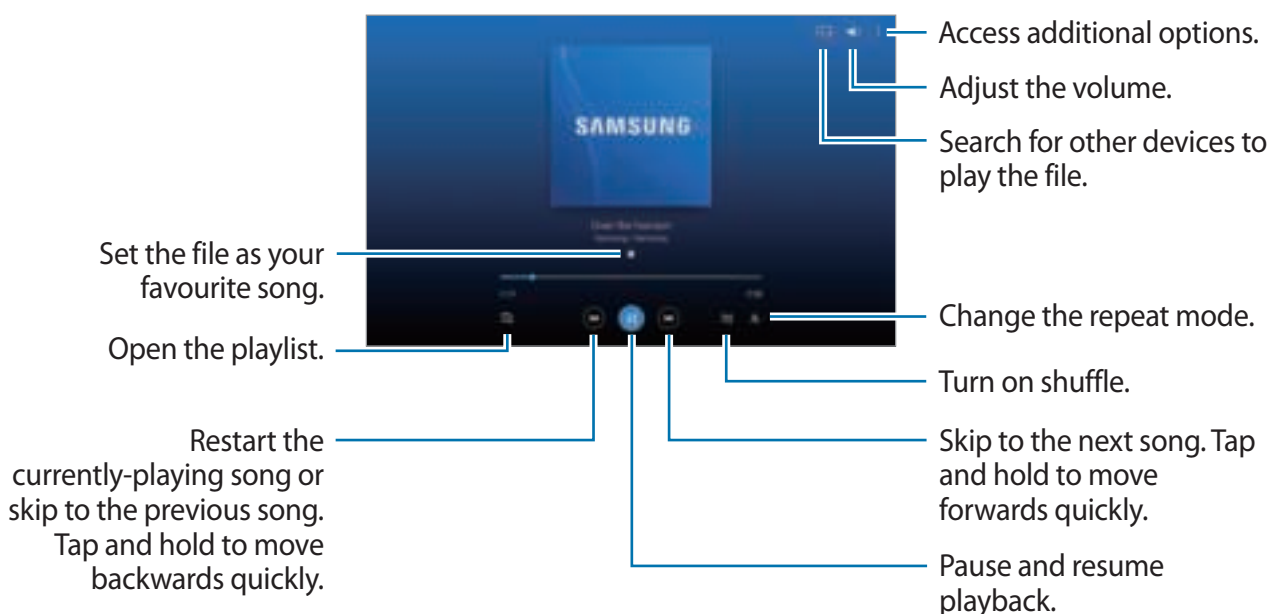 Access additional options.
Adjust the volume.
Search for other devices to
play the file.
SAMSUNG
Set the file as your
favourite song.
Open the playlist.
Change the repeat mode.
Turn on shuffle.
Restart the
currently-playing song or
skip to the previous song.
Tap and hold to move
backwards quickly.
Skip to the next song. Tap
and hold to move
forwards quickly.
Pause and resume
playback.